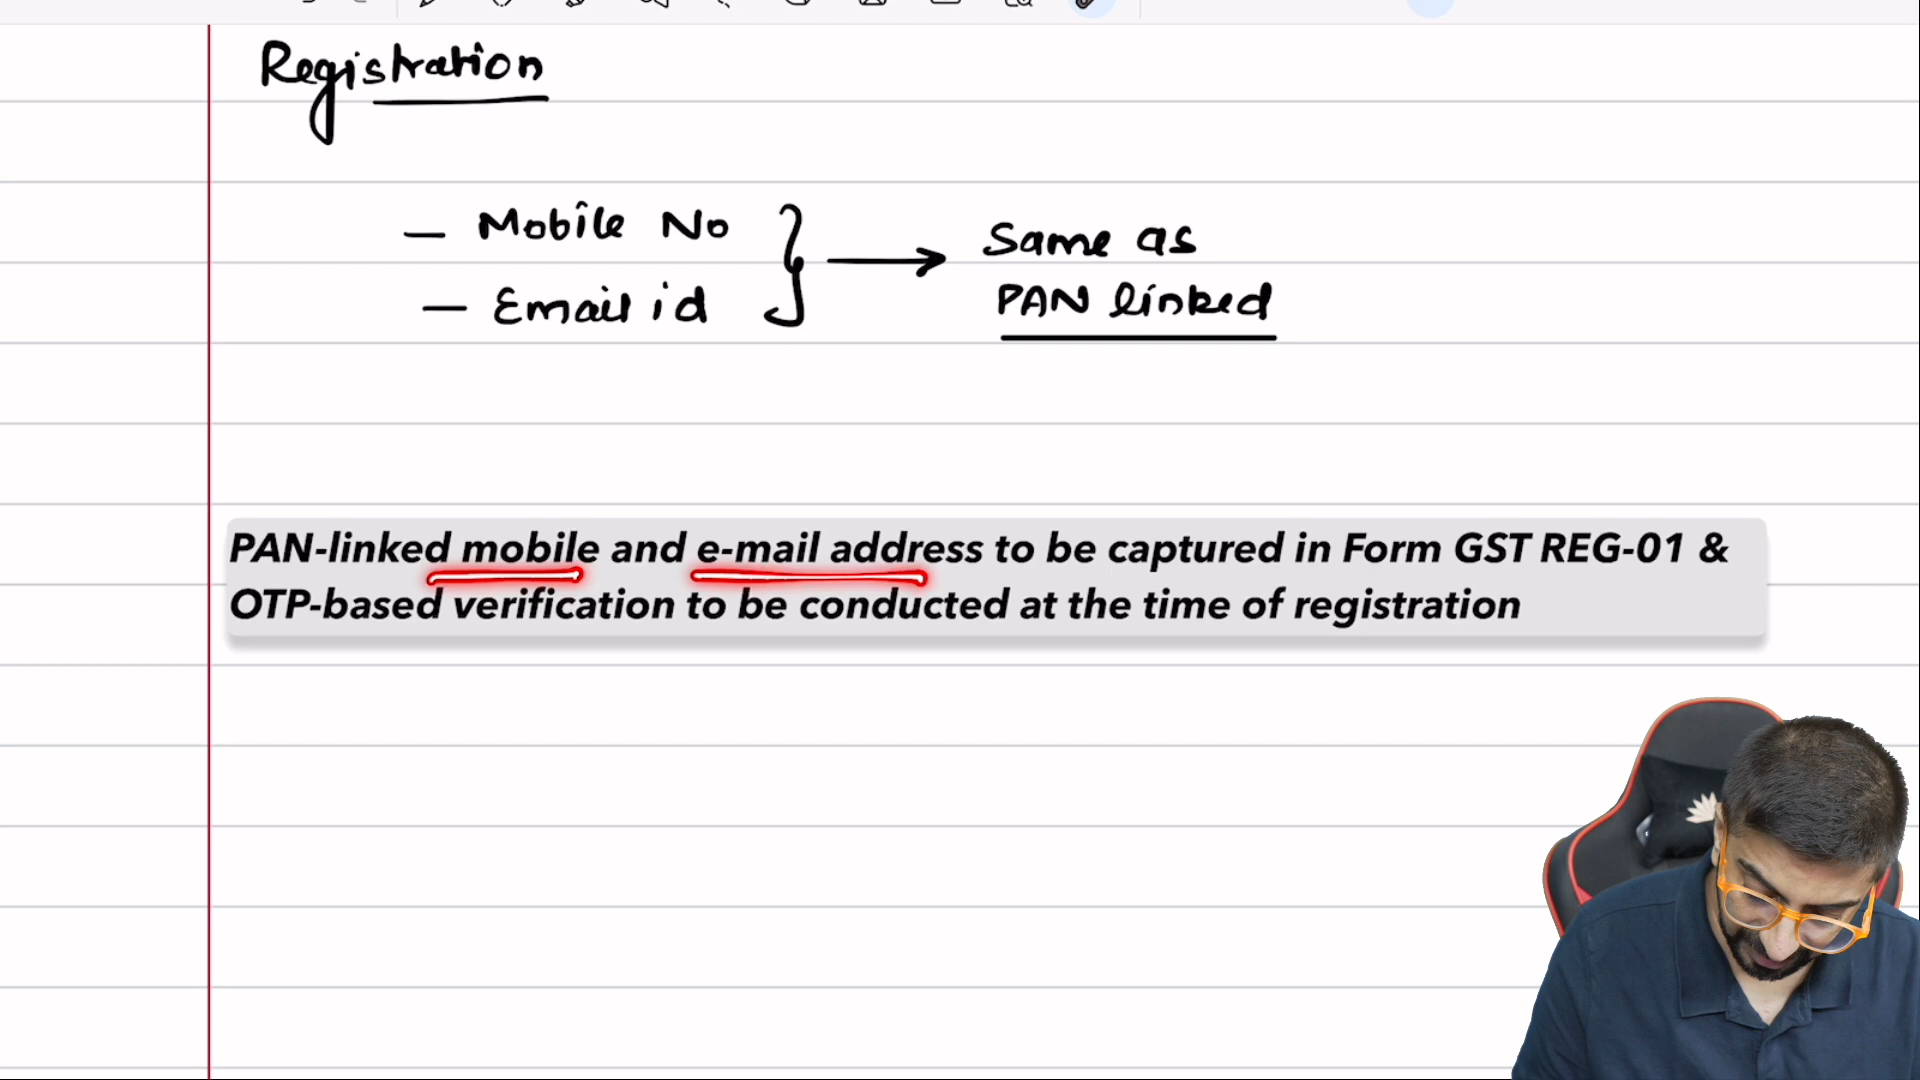 Registration
— Mobile No
— Email id
Same as
PAN linked
PAN-linked mobile and e-mail address to be captured in Form GST REG-01 &
OTP-based verification to be conducted at the time of registration